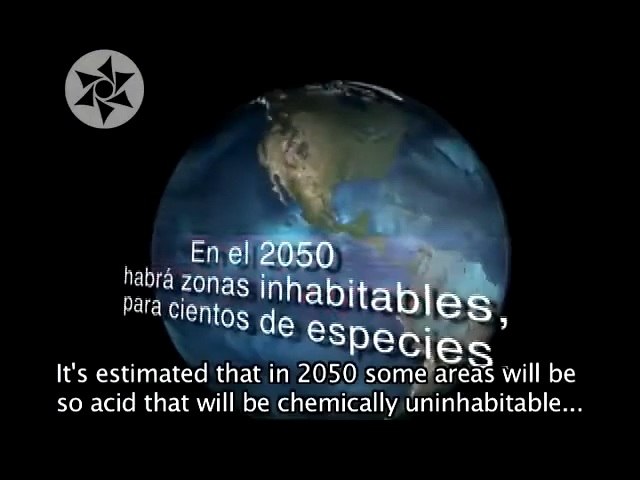 En el 2050
habrá zonas inhabitables,
para cientos de especies
It's estimated that in 2050 some areas will be
so acid that will be chemically uninhabitable...